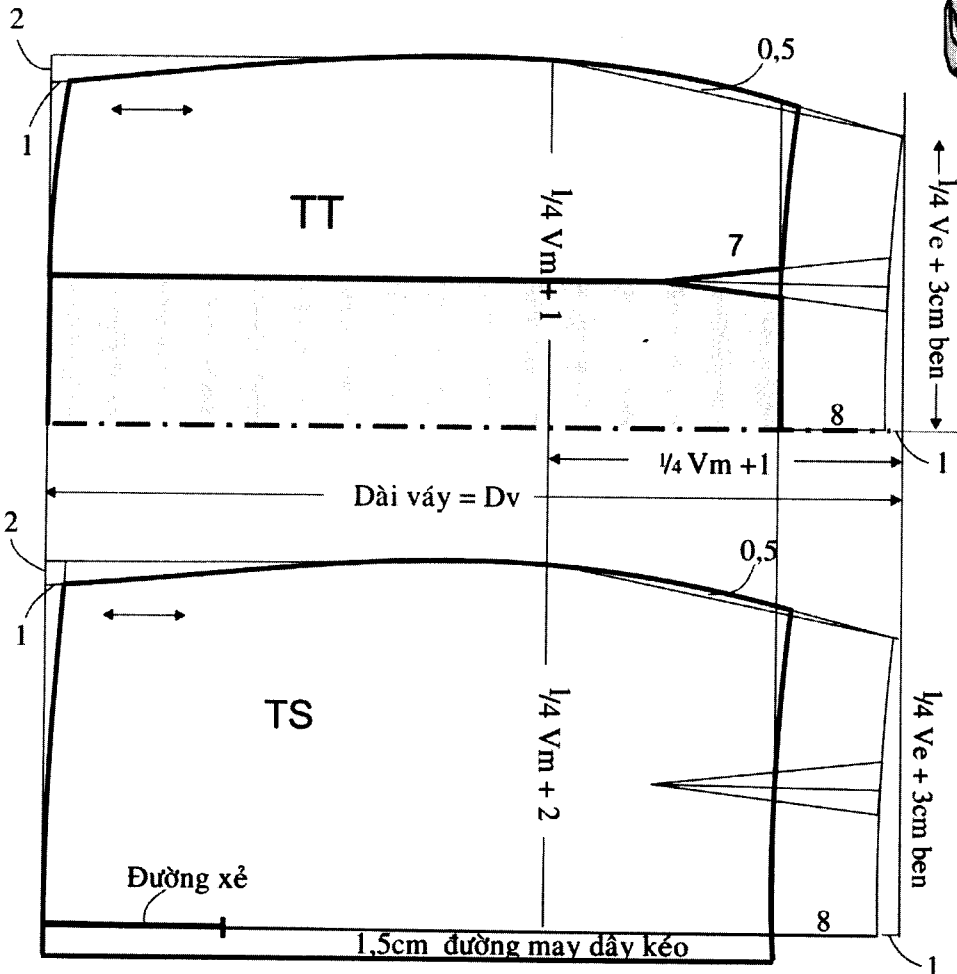 2
0,5
1
TT
1/4 Vm + 1
7
1/4 Ve + 3cm ben
8
1
1/4 Vm +1
Dài váy = Dv
2
0,5
1
TS
1/4 Vm + 2
1/4 Ve + 3cm ben
Đường xẻ
8
1,5cm đường may dây kéo
1